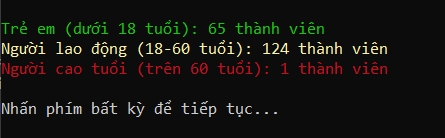 Trẻ em (dưới 18 tuổi): 65 thành viên
Người lao động (18-60 tuổi): 124 thành viên
Người cao tuổi (trên 60 tuổi): 1 thành viên
Nhấn phím bất kỳ để tiếp tục...